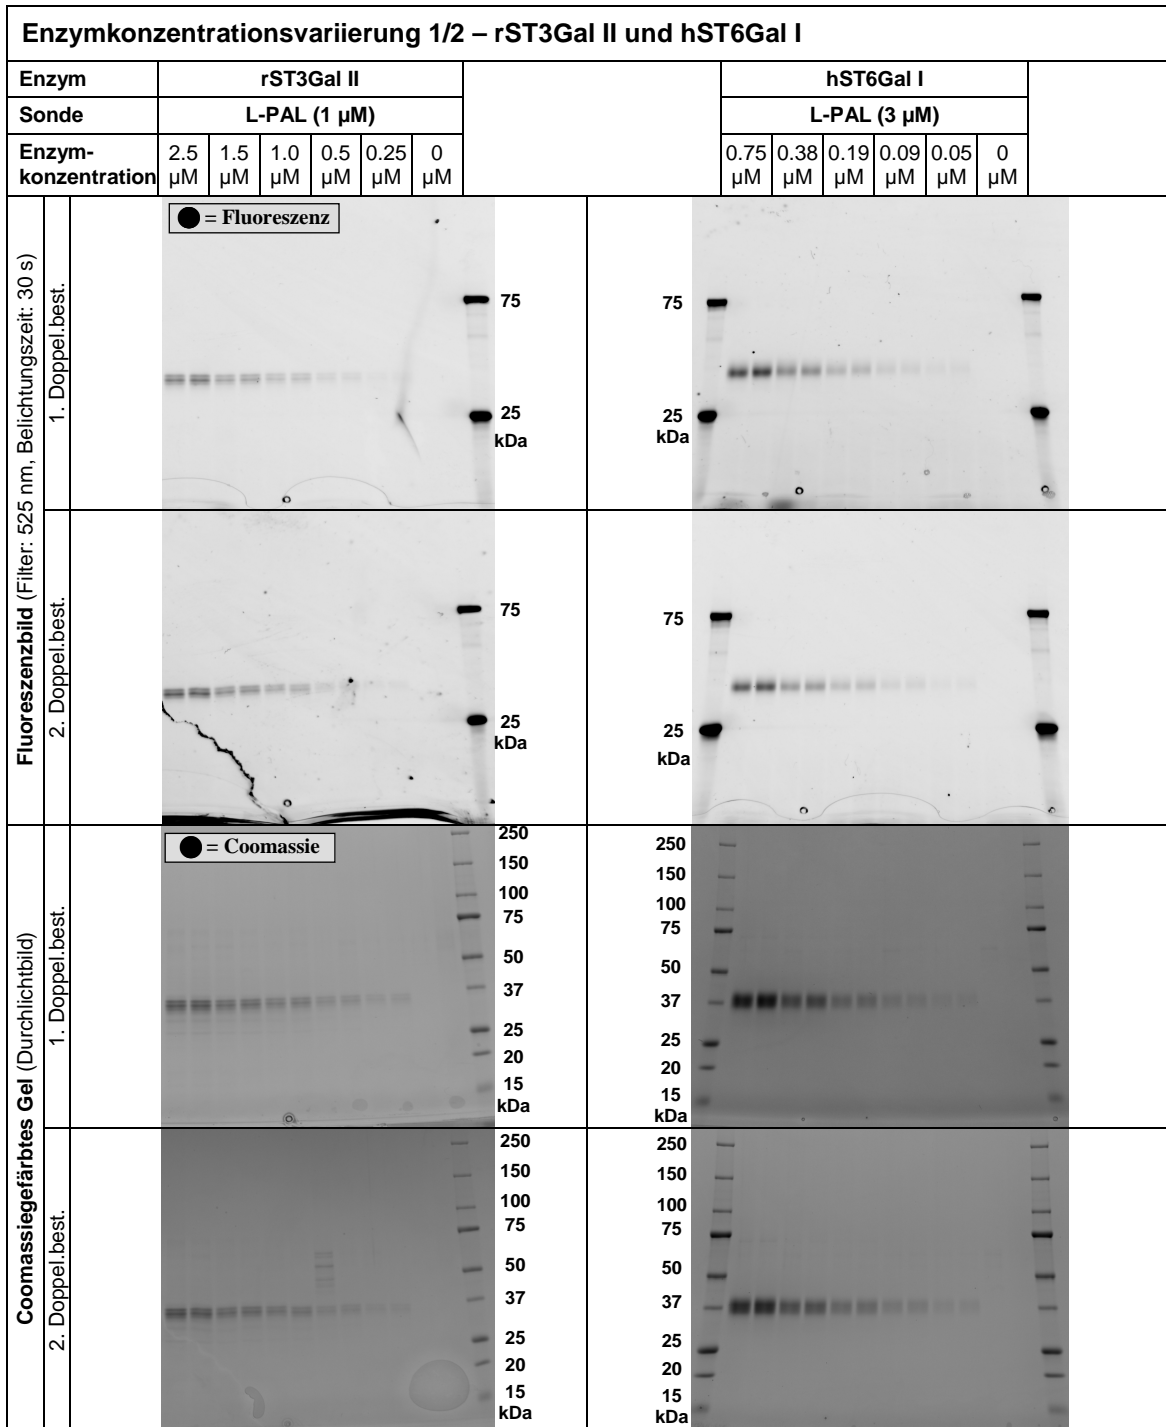 Enzymkonzentrationsvariierung 1/2 – rST3Gal II und hST6Gal I
Enzym rST3Gal II hST6Gal I
Sonde L-PAL (1 µM) L-PAL (3 µM)
Enzym-
konzentration
2.5 1.5 1.0 0.5 0.25 0
µM µM µM µM µM µM
0.75 0.38 0.19 0.09 0.05 0
µM µM µM µM µM µM
Fluoreszenzbild (Filter: 525 nm, Belichtungszeit: 30 s)
1. Doppel.best.
= Fluoreszenz
75
25
kDa
75
25
kDa
2. Doppel.best.
75
25
kDa
75
25
kDa
Coomassiegefärbtes Gel (Durchlichtbild)
1. Doppel.best.
= Coomassie
250
150
100
75
50
37
25
20
15
kDa
250
150
100
75
50
37
25
20
15
kDa
2. Doppel.best.
250
150
100
75
50
37
25
20
15
kDa
250
150
100
75
50
37
25
20
15
kDa